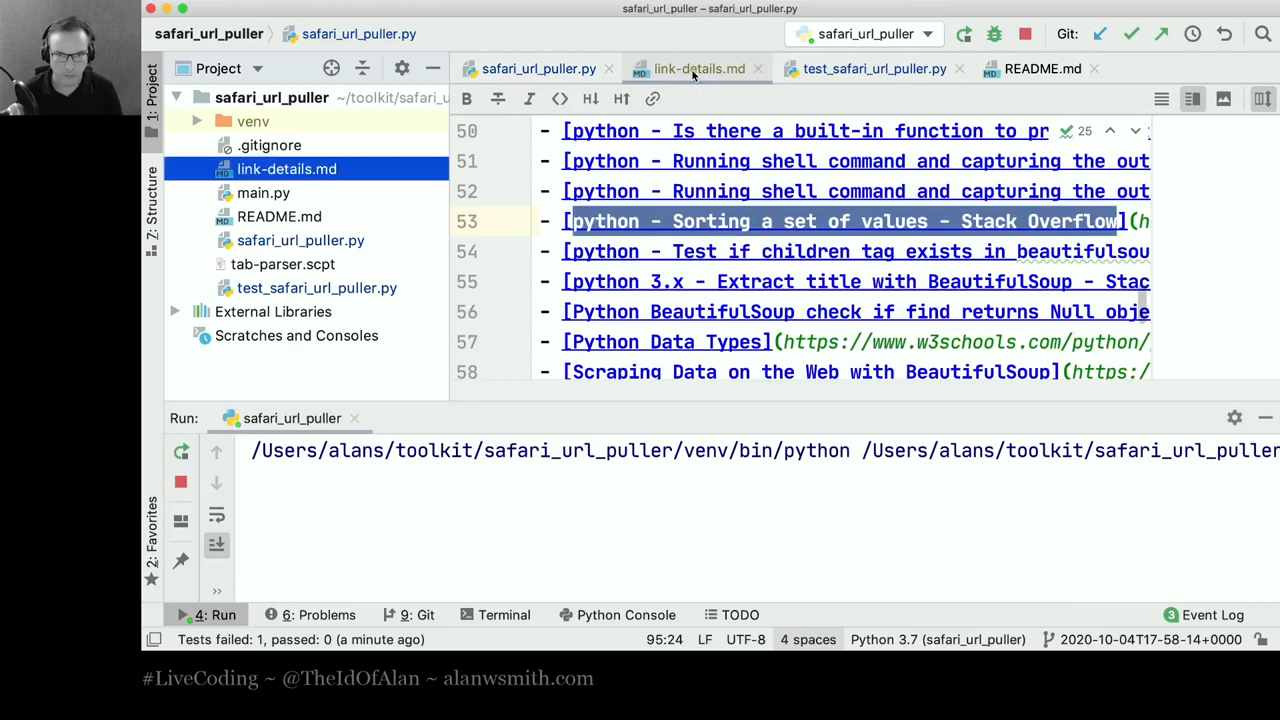 safari_url_puller – safari_url_puller.py
safari_url_puller
safari_url_puller.py
safari_url_puller
Git:
1: Project
Project
safari_url_puller.py
link-details.md
test_safari_url_puller.py
README.md
safari_url_puller ~/toolkit/safari_u
venv
.gitignore
link-details.md
main.py
README.md
safari_url_puller.py
tab-parser.scpt
test_safari_url_puller.py
External Libraries
Scratches and Consoles
Z: Structure
B I H↓ H↑
25
50 - [python - Is there a built-in function to pr
51 - [python - Running shell command and capturing the out
52 - [python - Running shell command and capturing the out
53 - [python - Sorting a set of values - Stack Overflow](h
54 - [python - Test if children tag exists in beautifulsou
55 - [python 3.x - Extract title with BeautifulSoup - Stac
56 - [Python BeautifulSoup check if find returns Null obje
57 - [Python Data Types](https://www.w3schools.com/python/
58 - [Scraping Data on the Web with BeautifulSoup](https:/
Run:
safari_url_puller
/Users/alans/toolkit/safari_url_puller/venv/bin/python /Users/alans/toolkit/safari_url_puller
2: Favorites
4: Run
6: Problems
9: Git
Terminal
Python Console
TODO
3 Event Log
Tests failed: 1, passed: 0 (a minute ago)
95:24 LF UTF-8 4 spaces Python 3.7 (safari_url_puller) 2020-10-04T17-58-14+0000
#LiveCoding ~ @TheIdOfAlan ~ alanwsmith.com